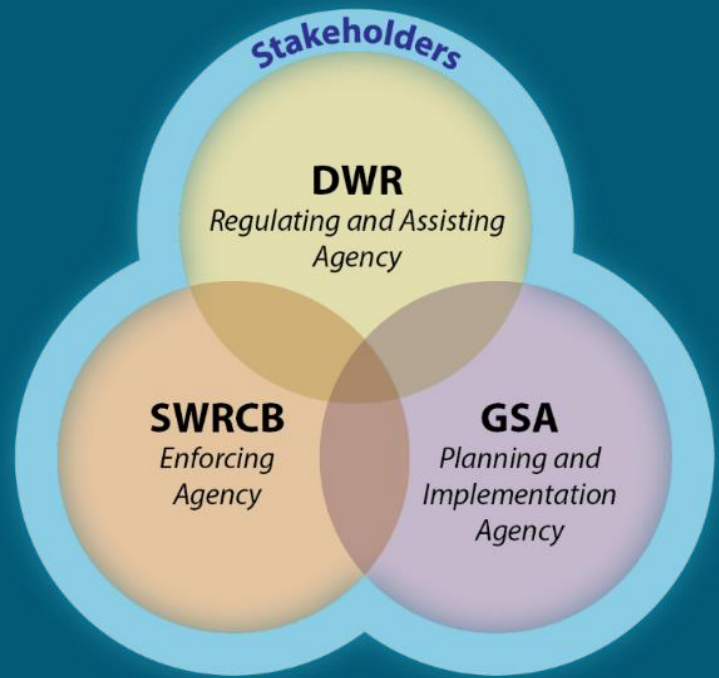 Stakeholders
DWR
Regulating and Assisting
Agency
SWRCB
Enforcing
Agency
GSA
Planning and
Implementation
Agency